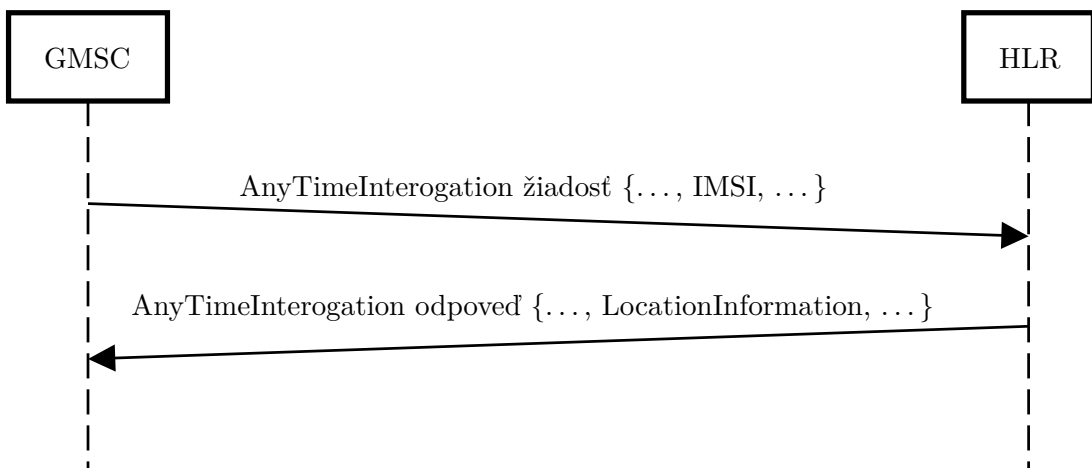 GMSC
HLR
AnyTimeInterogation žiadosť {..., IMSI, ...}
AnyTimeInterogation odpoveď {..., LocationInformation, ...}